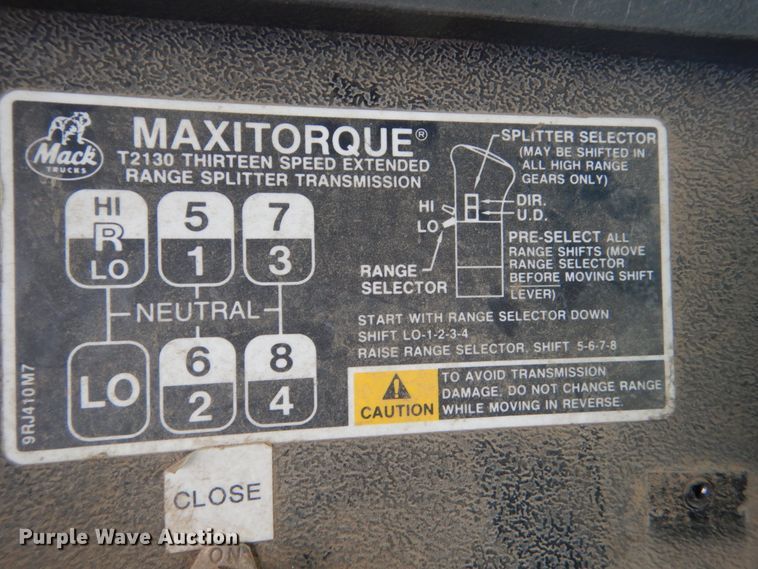 Mack
TRUCKS
MAXITORQUE®
T2130 THIRTEEN SPEED EXTENDED
RANGE SPLITTER TRANSMISSION
HI
R
LO
5
1
7
3
NEUTRAL
LO
6
2
8
4
SPLITTER SELECTOR
(MAY BE SHIFTED IN
ALL HIGH RANGE
GEARS ONLY)
DIR.
U.D.
HI
LO
RANGE
SELECTOR
PRE-SELECT ALL
RANGE SHIFTS (MOVE
RANGE SELECTOR
BEFORE MOVING SHIFT
LEVER)
START WITH RANGE SELECTOR DOWN
SHIFT LO-1-2-3-4
RAISE RANGE SELECTOR, SHIFT 5-6-7-8
CAUTION
TO AVOID TRANSMISSION
DAMAGE, DO NOT CHANGE RANGE
WHILE MOVING IN REVERSE.
9RJ410M7
CLOSE
ON
Purple Wave Auction
Purple Wave Auction